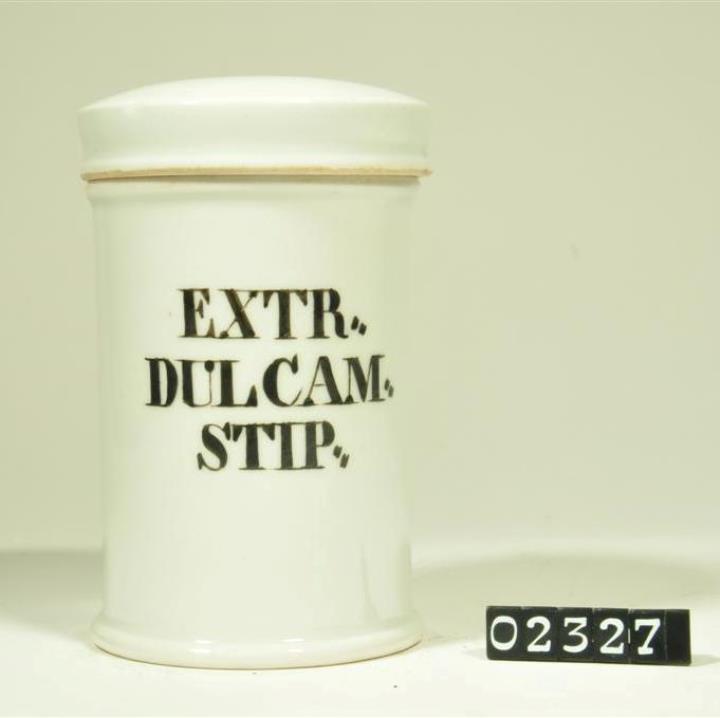 EXTR.
DULCAM.
STIP.
02327